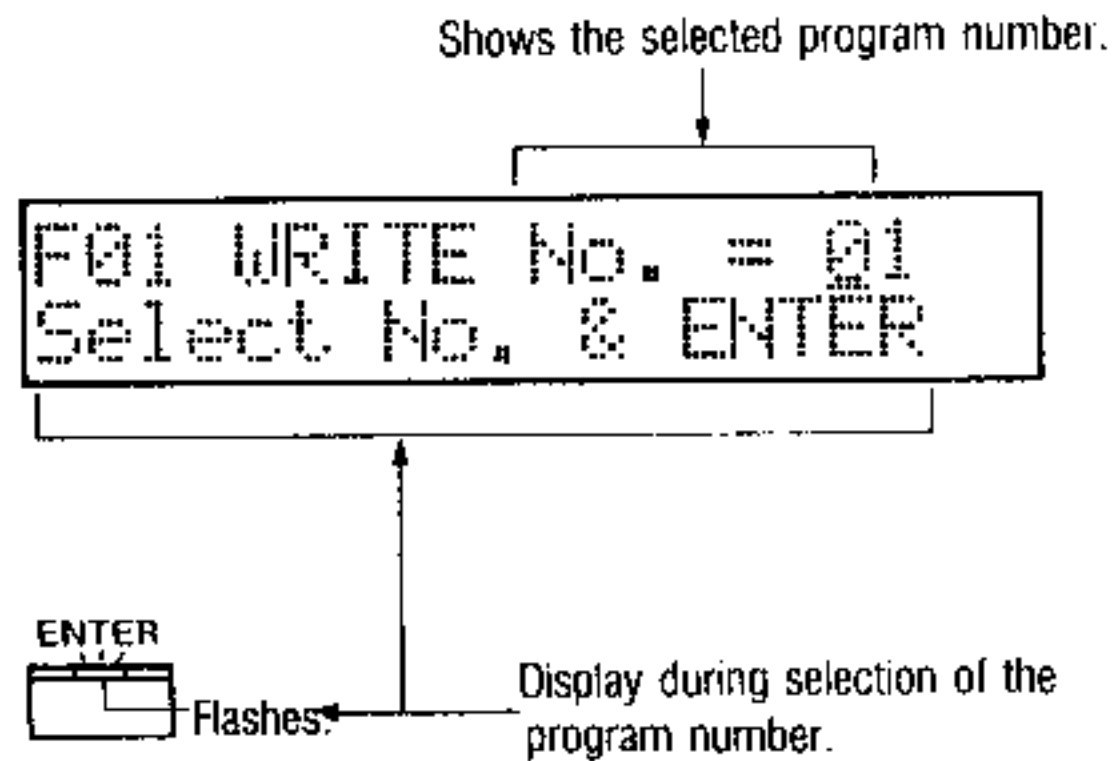 Shows the selected program number.
F01 WRITE No. = 01
Select No. & ENTER
ENTER
Flashes.
Display during selection of the
program number.